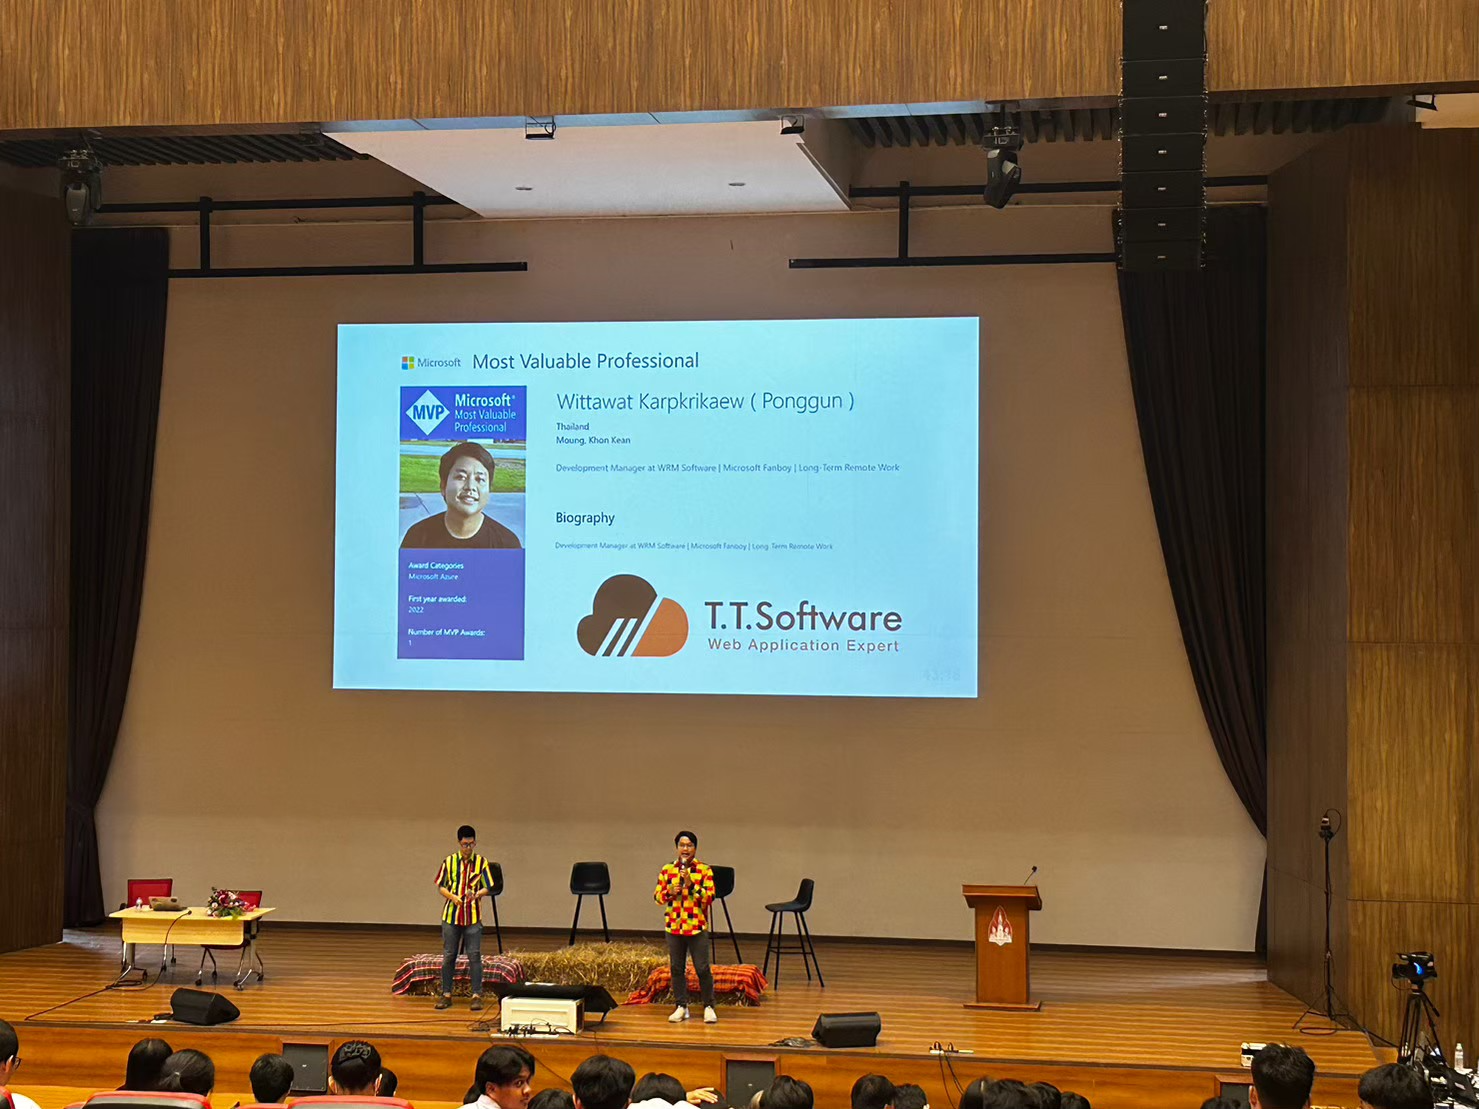 Microsoft Most Valuable Professional
MVP
Microsoft®
Most Valuable
Professional
Wittawat Karpkrikaew ( Ponggun )
Thailand
Moung, Khon Kean
Development Manager at WRM Software | Microsoft Fanboy | Long-Term Remote Work
Biography
Development Manager at WRM Software | Microsoft Fanboy | Long-Term Remote Work
Award Categories
Microsoft Azure
First year awarded:
2022
Number of MVP Awards:
1
T.T.Software
Web Application Expert